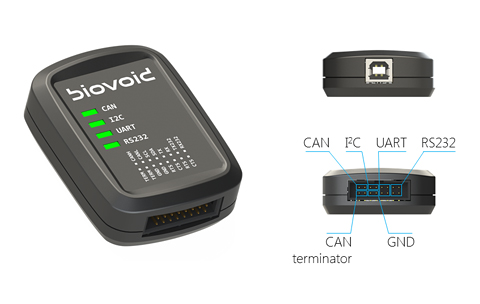 biovoid
CAN
I2C
UART
RS232
CAN I²C UART RS232
CAN
terminator
GND